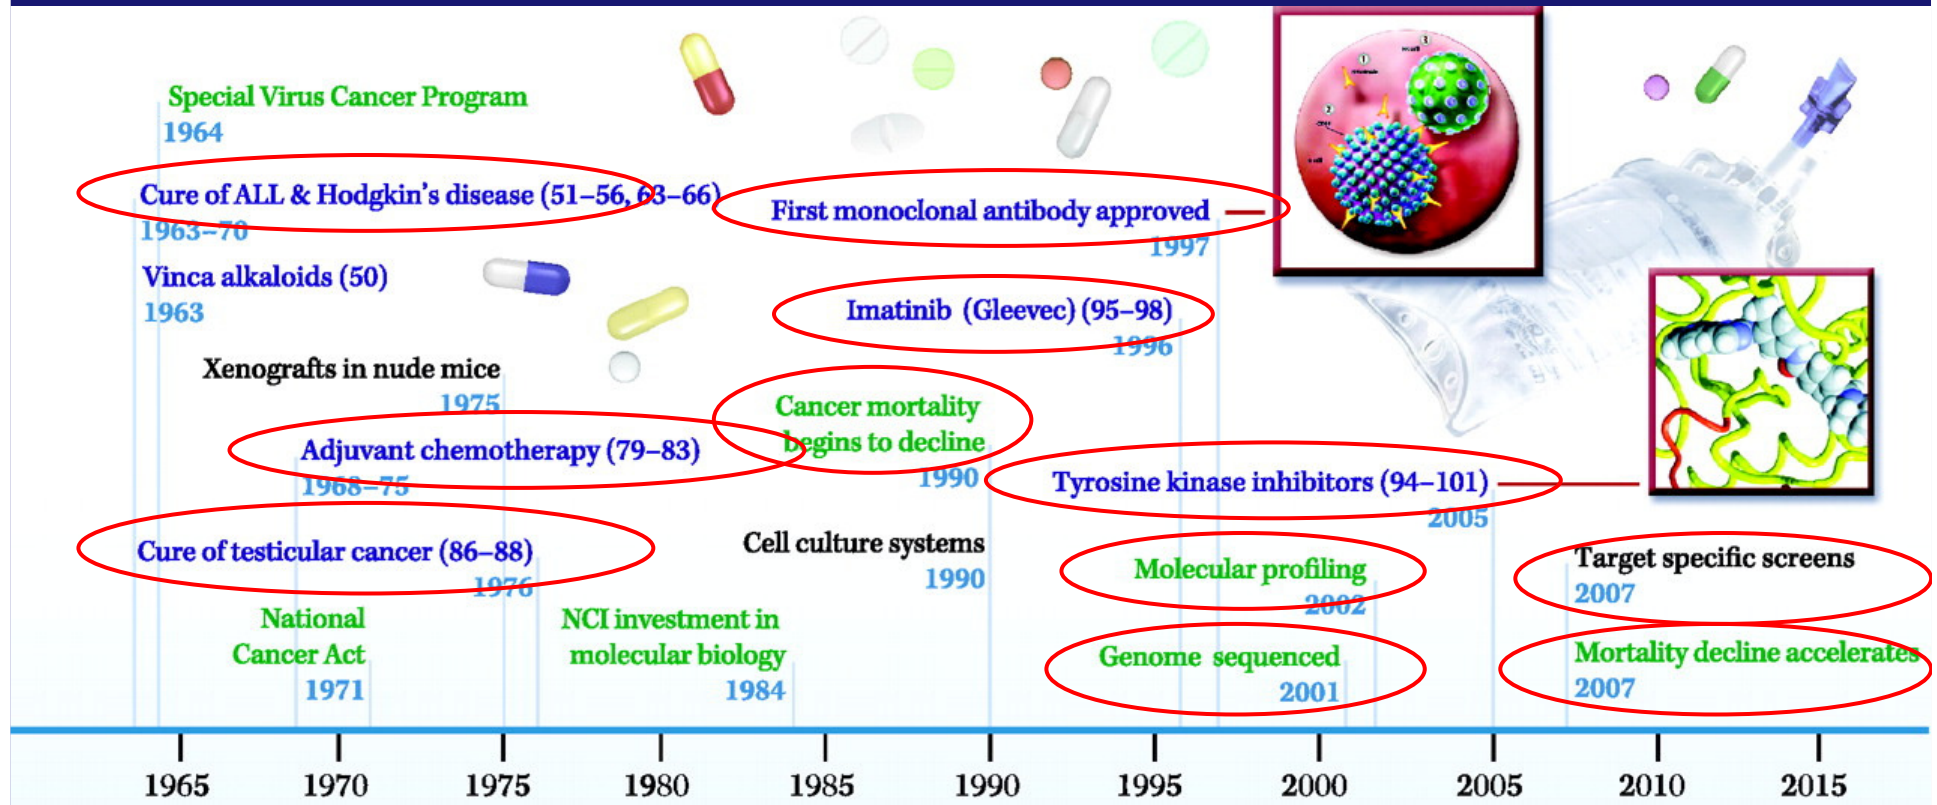 Special Virus Cancer Program
1964
Cure of ALL & Hodgkin's disease (51–56, 63–66)
1963–70
Vinca alkaloids (50)
1963
Xenografts in nude mice
1975
Adjuvant chemotherapy (79–83)
1968–75
Cure of testicular cancer (86–88)
1976
National
Cancer Act
1971
NCI investment in
molecular biology
1984
First monoclonal antibody approved
1997
Imatinib (Gleevec) (95–98)
1996
Cancer mortality
begins to decline
1990
Tyrosine kinase inhibitors (94–101)
2005
Cell culture systems
1990
Molecular profiling
2002
Genome sequenced
2001
Target specific screens
2007
Mortality decline accelerates
2007
1
2
3
1965 1970 1975 1980 1985 1990 1995 2000 2005 2010 2015